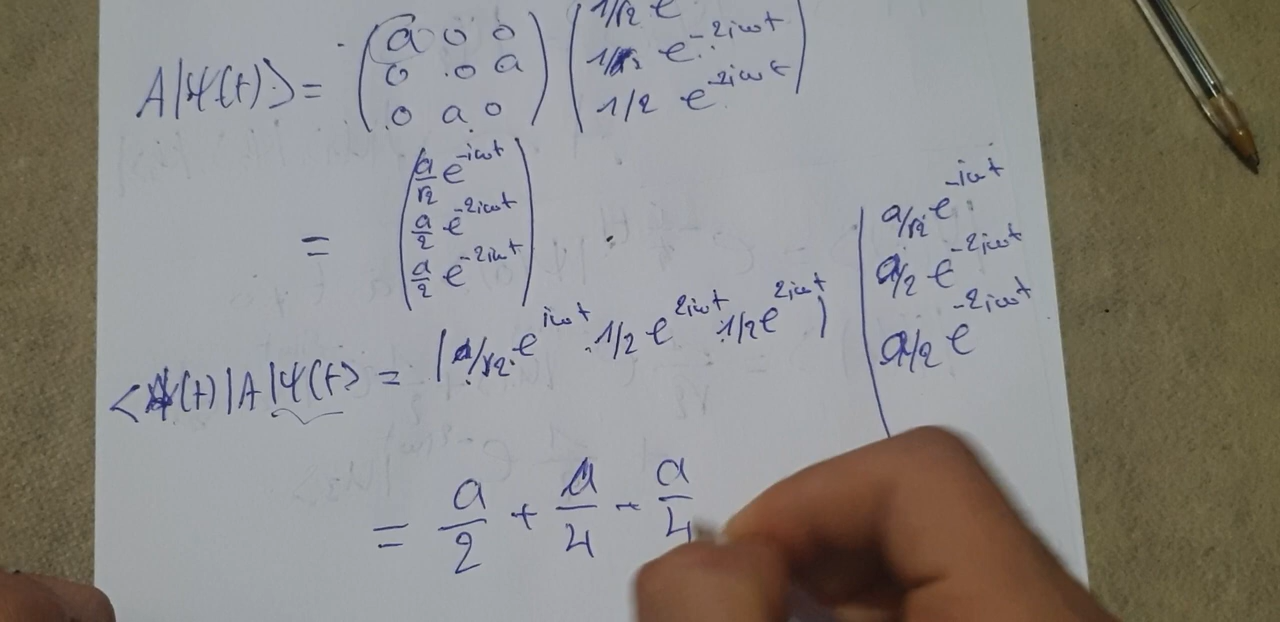 A|Ψ(t)⟩ = (a 0 0 / 0 0 a / 0 a 0) (1/√2 e / 1/2 e^-2iωt / 1/2 e^-2iωt)
= (a/√2 e^-iωt / a/2 e^-2iωt / a/2 e^-2iωt)
⟨Ψ(t)|A|Ψ(t)⟩ = (1/√2 e^iωt . 1/2 e^2iωt . 1/2 e^2iωt) (a/√2 e^-iωt / a/2 e^-2iωt / a/2 e^-2iωt
= a/2 + a/4 + a/4